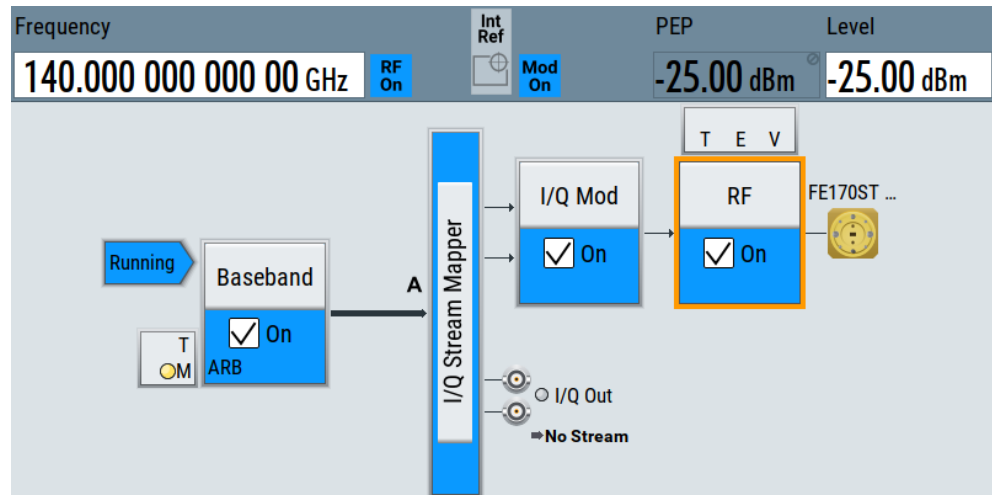 Frequency
Int
Ref
PEP
Level
140.000 000 000 00 GHz
RF
On
Mod
On
-25.00 dBm
-25.00 dBm
T E V
I/Q Mod
RF
FE170ST ...
On
On
Running
Baseband
A
I/Q Stream Mapper
On
T
M
ARB
I/Q Out
No Stream